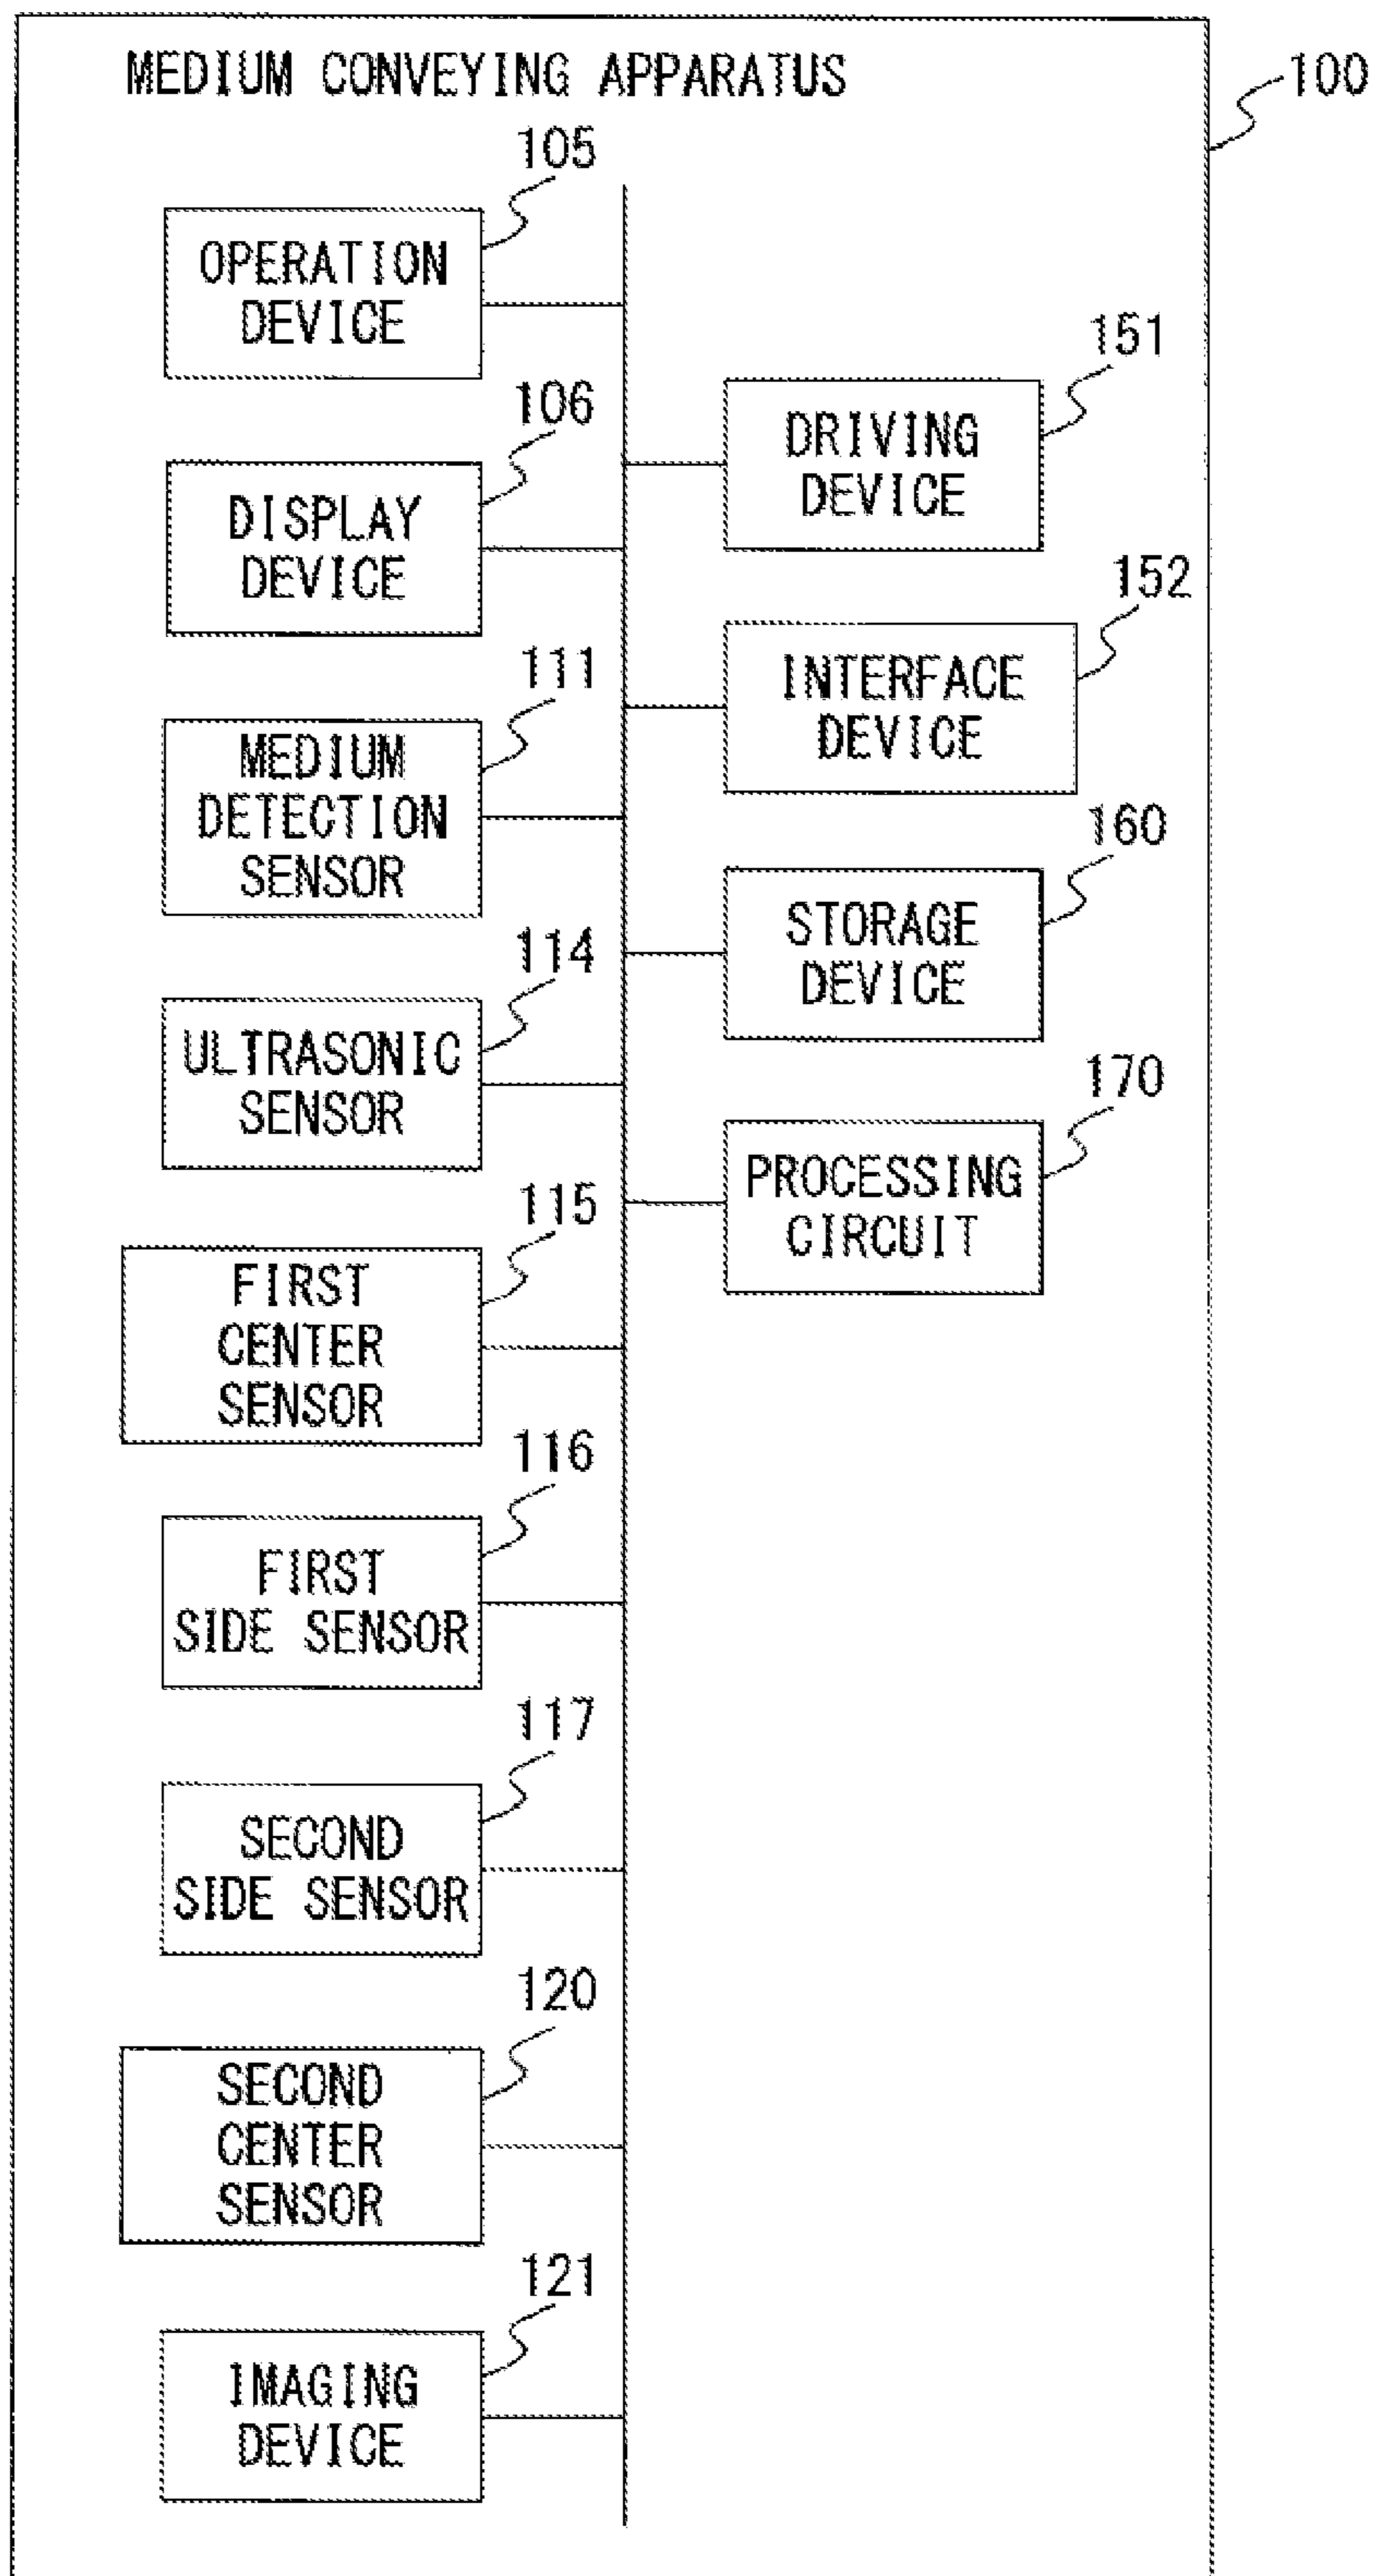 MEDIUM CONVEYING APPARATUS
100
105
OPERATION
DEVICE
106
DISPLAY
DEVICE
111
MEDIUM
DETECTION
SENSOR
114
ULTRASONIC
SENSOR
115
FIRST
CENTER
SENSOR
116
FIRST
SIDE SENSOR
117
SECOND
SIDE SENSOR
120
SECOND
CENTER
SENSOR
121
IMAGING
DEVICE
151
DRIVING
DEVICE
152
INTERFACE
DEVICE
160
STORAGE
DEVICE
170
PROCESSING
CIRCUIT